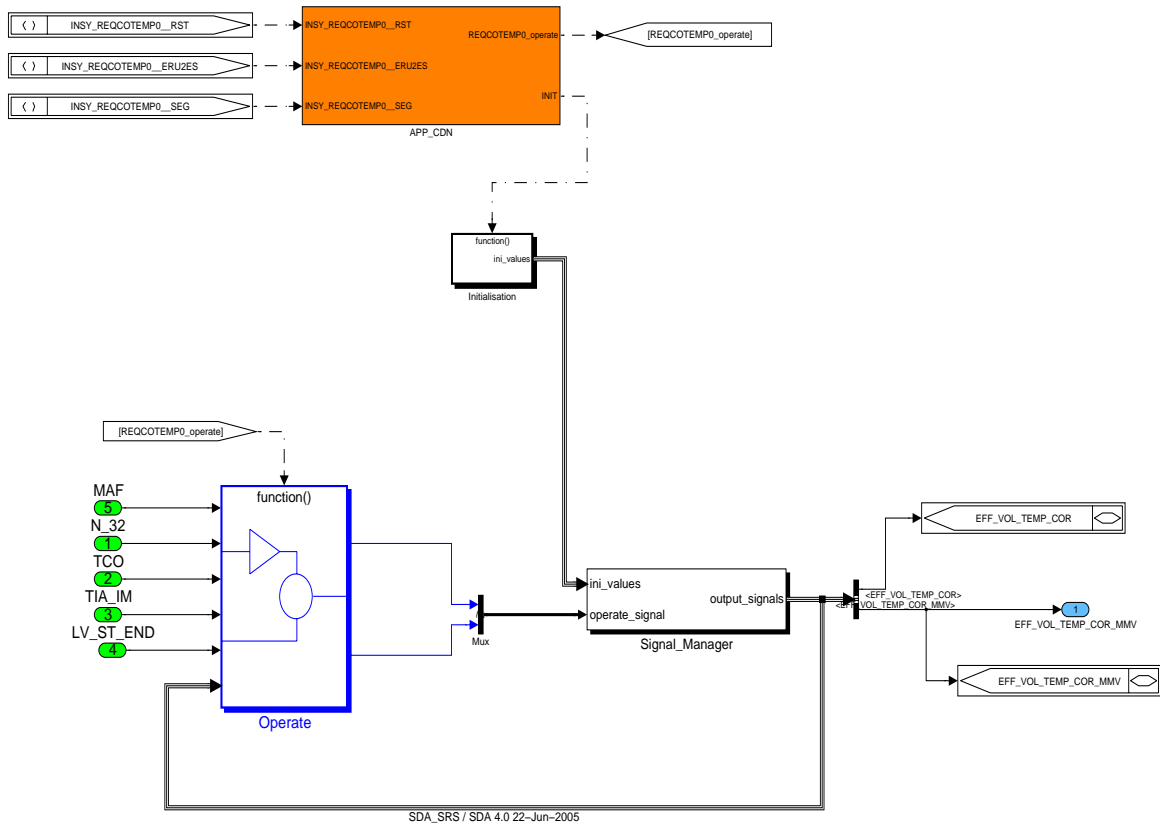 INSY_REQCOTEMP0__RST
INSY_REQCOTEMP0__ERU2ES
INSY_REQCOTEMP0__SEG
INSY_REQCOTEMP0__RST
REQCOTEMP0_operate
INSY_REQCOTEMP0__ERU2ES
INIT
INSY_REQCOTEMP0__SEG
APP_CDN
[REQCOTEMP0_operate]
function()
ini_values
Initialisation
[REQCOTEMP0_operate]
MAF
5
N_32
1
TCO
2
TIA_IM
3
LV_ST_END
4
function()
Operate
Mux
ini_values
operate_signal
output_signals
Signal_Manager
EFF_VOL_TEMP_COR
<EFF_VOL_TEMP_COR>
<EFF_VOL_TEMP_COR_MMV>
1
EFF_VOL_TEMP_COR_MMV
EFF_VOL_TEMP_COR_MMV
SDA_SRS / SDA 4.0 22–Jun–2005